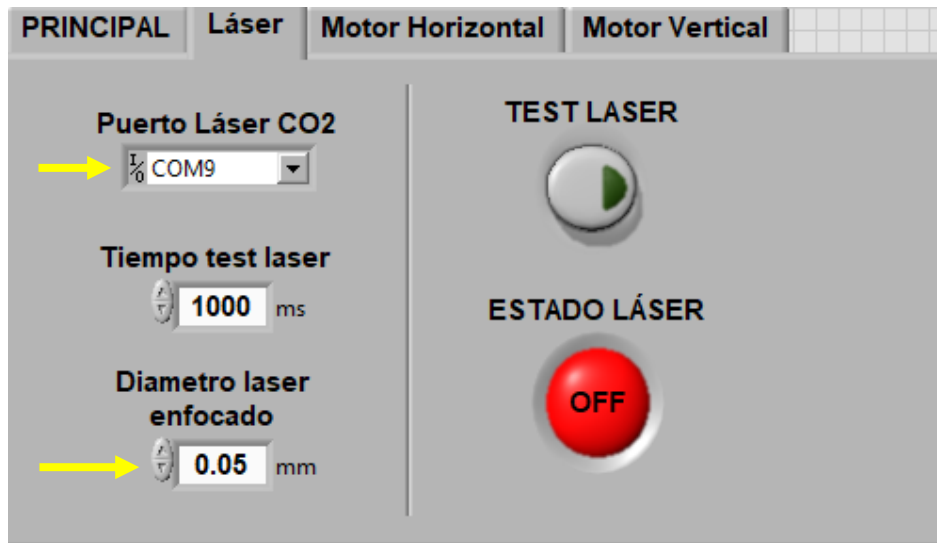 PRINCIPAL Láser Motor Horizontal Motor Vertical
Puerto Láser CO2
I/O COM9
Tiempo test laser
1000 ms
Diametro laser
enfocado
0.05 mm
TEST LASER
ESTADO LÁSER
OFF